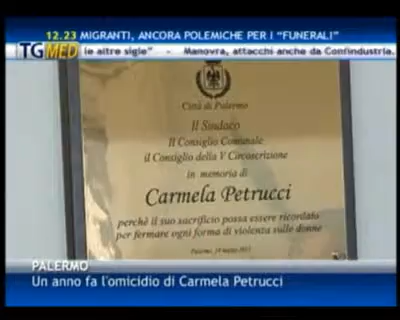 12.23 MIGRANTI, ANCORA POLEMICHE PER I "FUNERALI"
TG MED
le altre sigle" - Manovra, attacchi anche da Confindustria.
Città di Palermo
Il Sindaco
Il Consiglio Comunale
il Consiglio della V Circoscrizione
in memoria di
Carmela Petrucci
perché il suo sacrificio possa essere ricordato
per fermare ogni forma di violenza sulle donne
Palermo,
PALERMO
Un anno fa l'omicidio di Carmela Petrucci